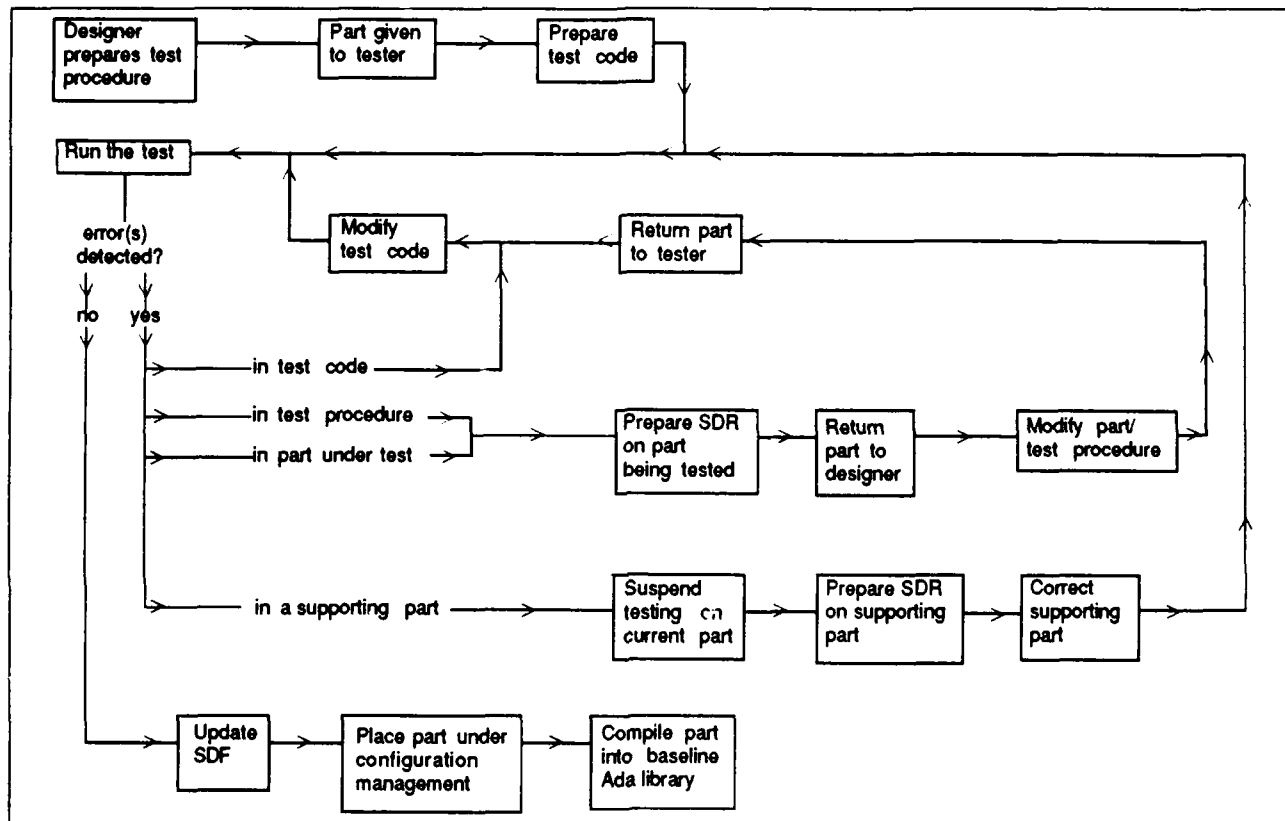 Designer
prepares test
procedure
Part given
to tester
Prepare
test code
Run the test
error(s)
detected?
no
yes
Modify
test code
Return part
to tester
in test code
in test procedure
in part under test
Prepare SDR
on part
being tested
Return
part to
designer
Modify part/
test procedure
in a supporting part
Suspend
testing on
current part
Prepare SDR
on supporting
part
Correct
supporting
part
Update
SDF
Place part under
configuration
management
Compile part
into baseline
Ada library